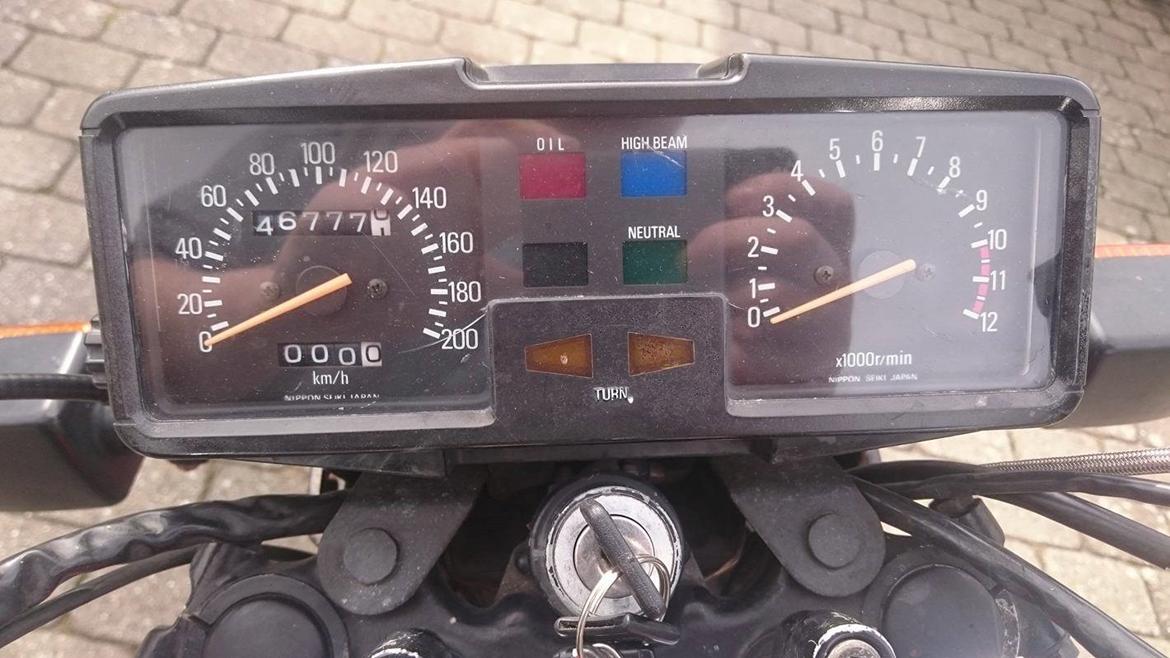 0 20 40 60 80 100 120 140 160 180 200
46777
000
km/h
NIPPON SEIKI JAPAN
OIL
HIGH BEAM
NEUTRAL
TURN
0 1 2 3 4 5 6 7 8 9 10 11 12
x1000r/min
NIPPON SEIKI JAPAN